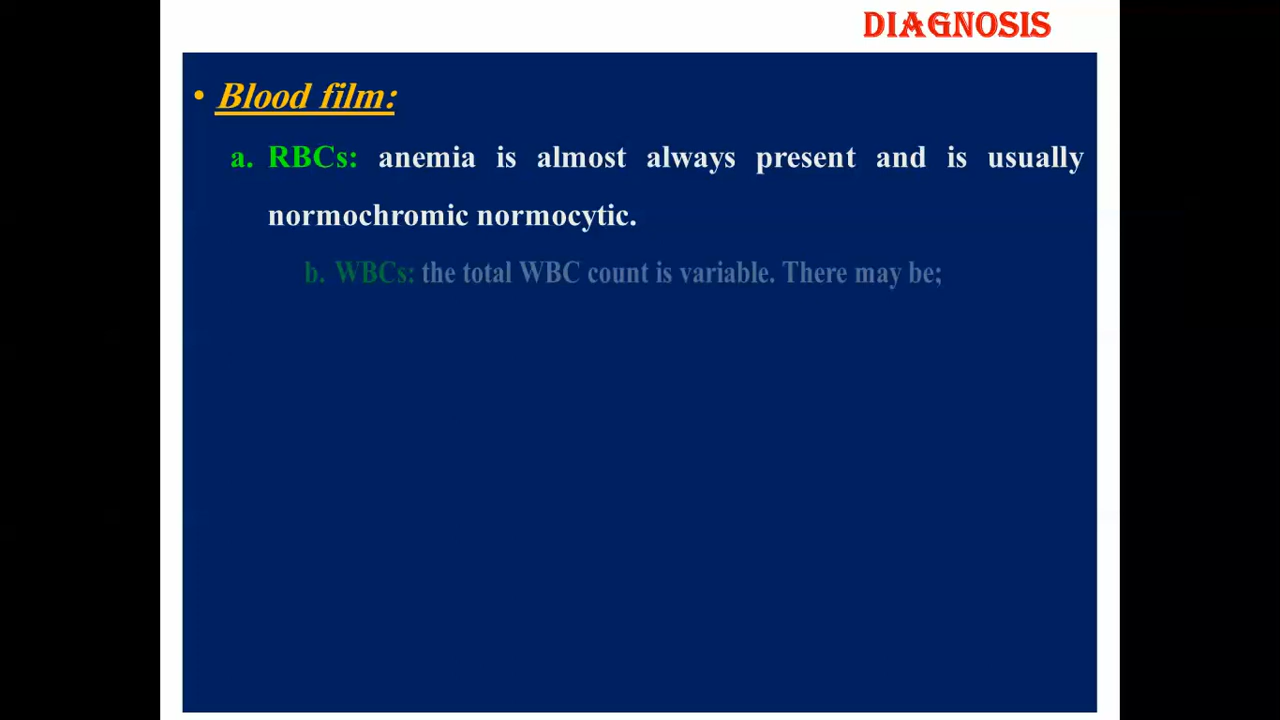 DIAGNOSIS
• Blood film:
a. RBCs: anemia is almost always present and is usually
normochromic normocytic.
b. WBCs: the total WBC count is variable. There may be;